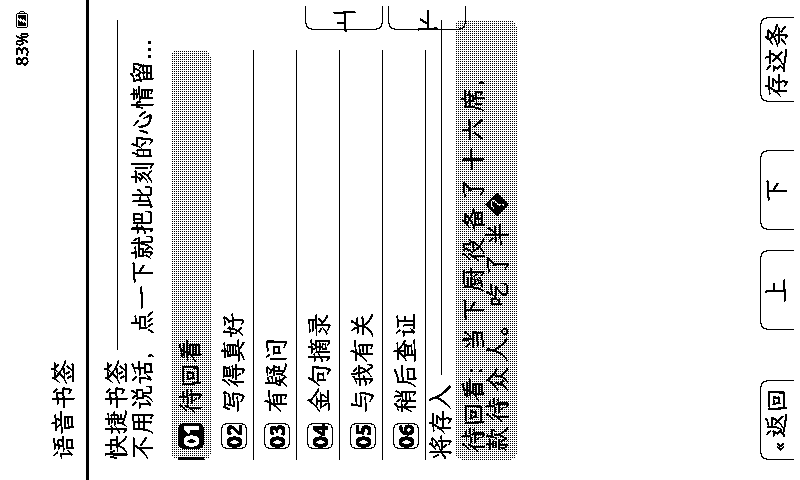 83%
语音书签
快捷书签
不用说话，点一下就把此刻的心情留…
01 待回看
02 写得真好
03 有疑问
04 金句摘录
05 与我有关
06 稍后查证
将存入
待回看：当下厨役备了十六席，
款待众人。吃了半�
«返回
上
下
存这条